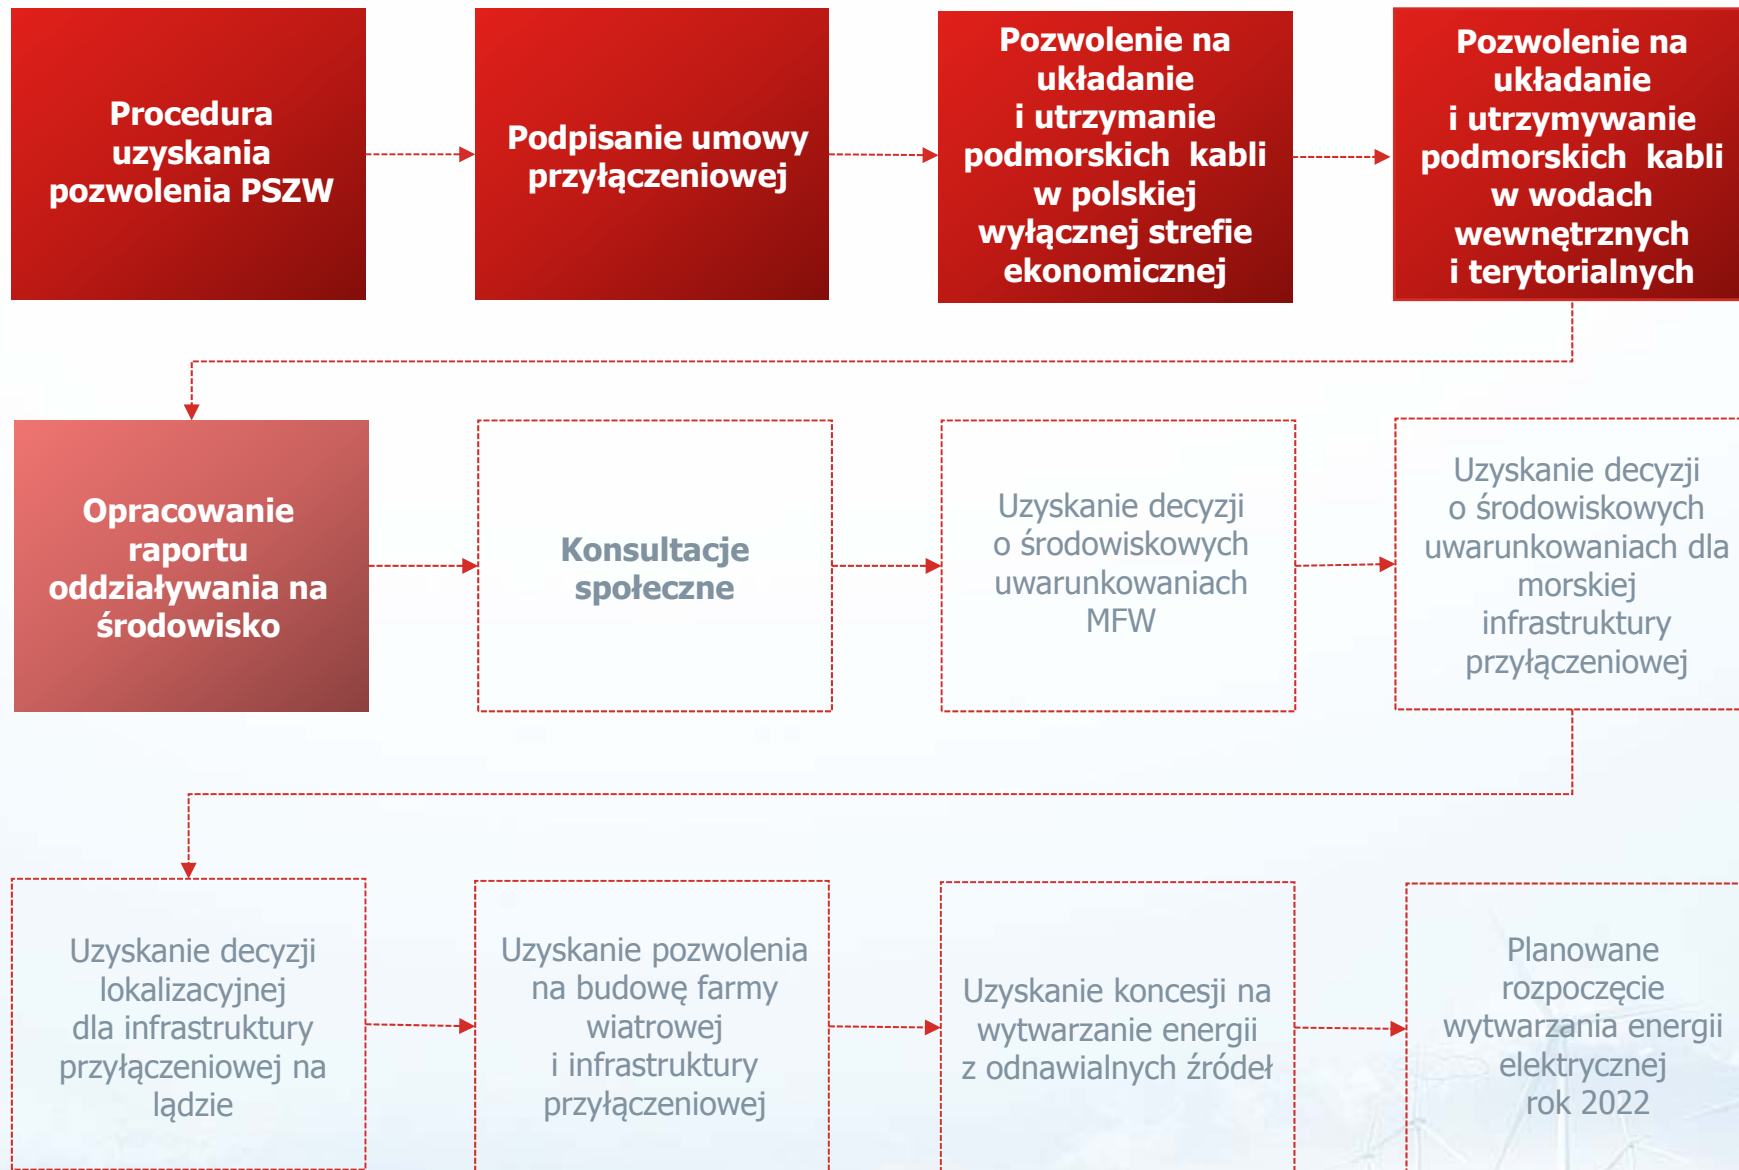 Procedura
uzyskania
pozwolenia PSZW
Podpisanie umowy
przyłączeniowej
Pozwolenie na
układanie
i utrzymanie
podmorskich kabli
w polskiej
wyłącznej strefie
ekonomicznej
Pozwolenie na
układanie
i utrzymywanie
podmorskich kabli
w wodach
wewnętrznych
i terytorialnych
Opracowanie
raportu
oddziaływania na
środowisko
Konsultacje
społeczne
Uzyskanie decyzji
o środowiskowych
uwarunkowaniach
MFW
Uzyskanie decyzji
o środowiskowych
uwarunkowaniach dla
morskiej
infrastruktury
przyłączeniowej
Uzyskanie decyzji
lokalizacyjnej
dla infrastruktury
przyłączeniowej na
lądzie
Uzyskanie pozwolenia
na budowę farmy
wiatrowej
i infrastruktury
przyłączeniowej
Uzyskanie koncesji na
wytwarzanie energii
z odnawialnych źródeł
Planowane
rozpoczęcie
wytwarzania energii
elektrycznej
rok 2022